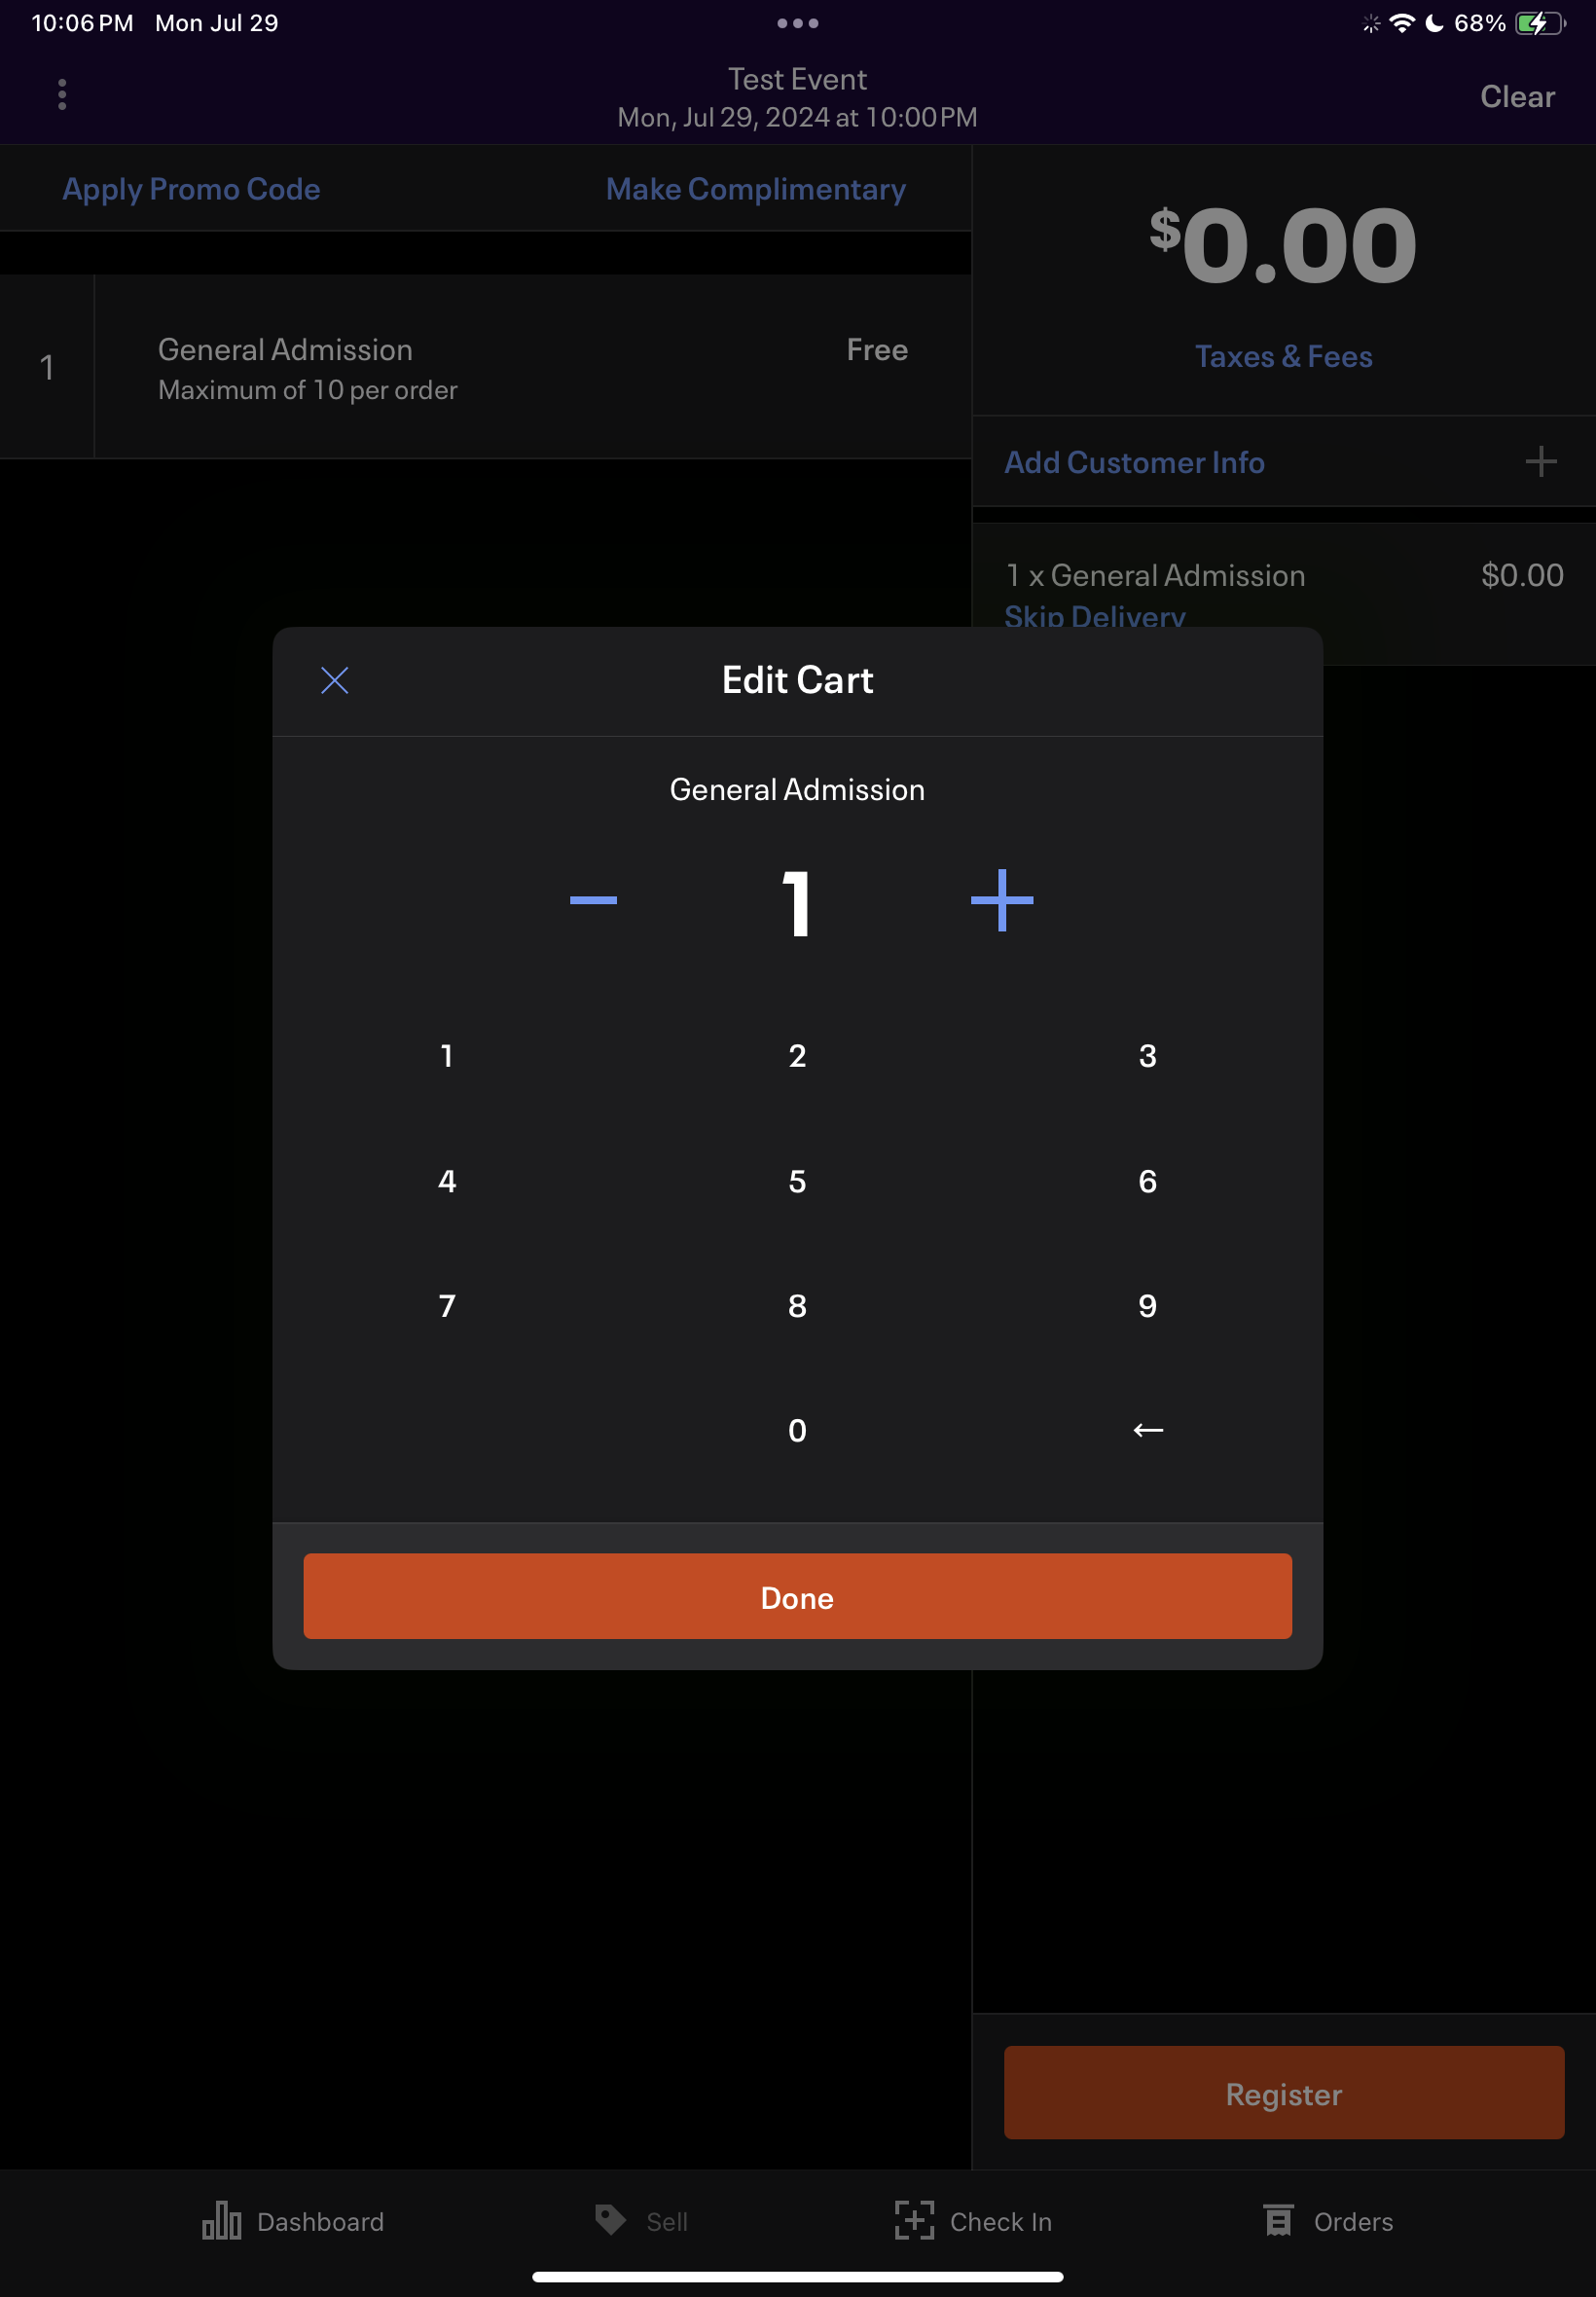 10:06 PM Mon Jul 29
68%
Test Event
Mon, Jul 29, 2024 at 10:00 PM
Clear
Apply Promo Code
Make Complimentary
$0.00
Taxes & Fees
1
General Admission
Free
Maximum of 10 per order
Add Customer Info
1 x General Admission
$0.00
Skip Delivery
Edit Cart
General Admission
1
1 2 3
4 5 6
7 8 9
0
Done
Register
Dashboard
Sell
Check In
Orders